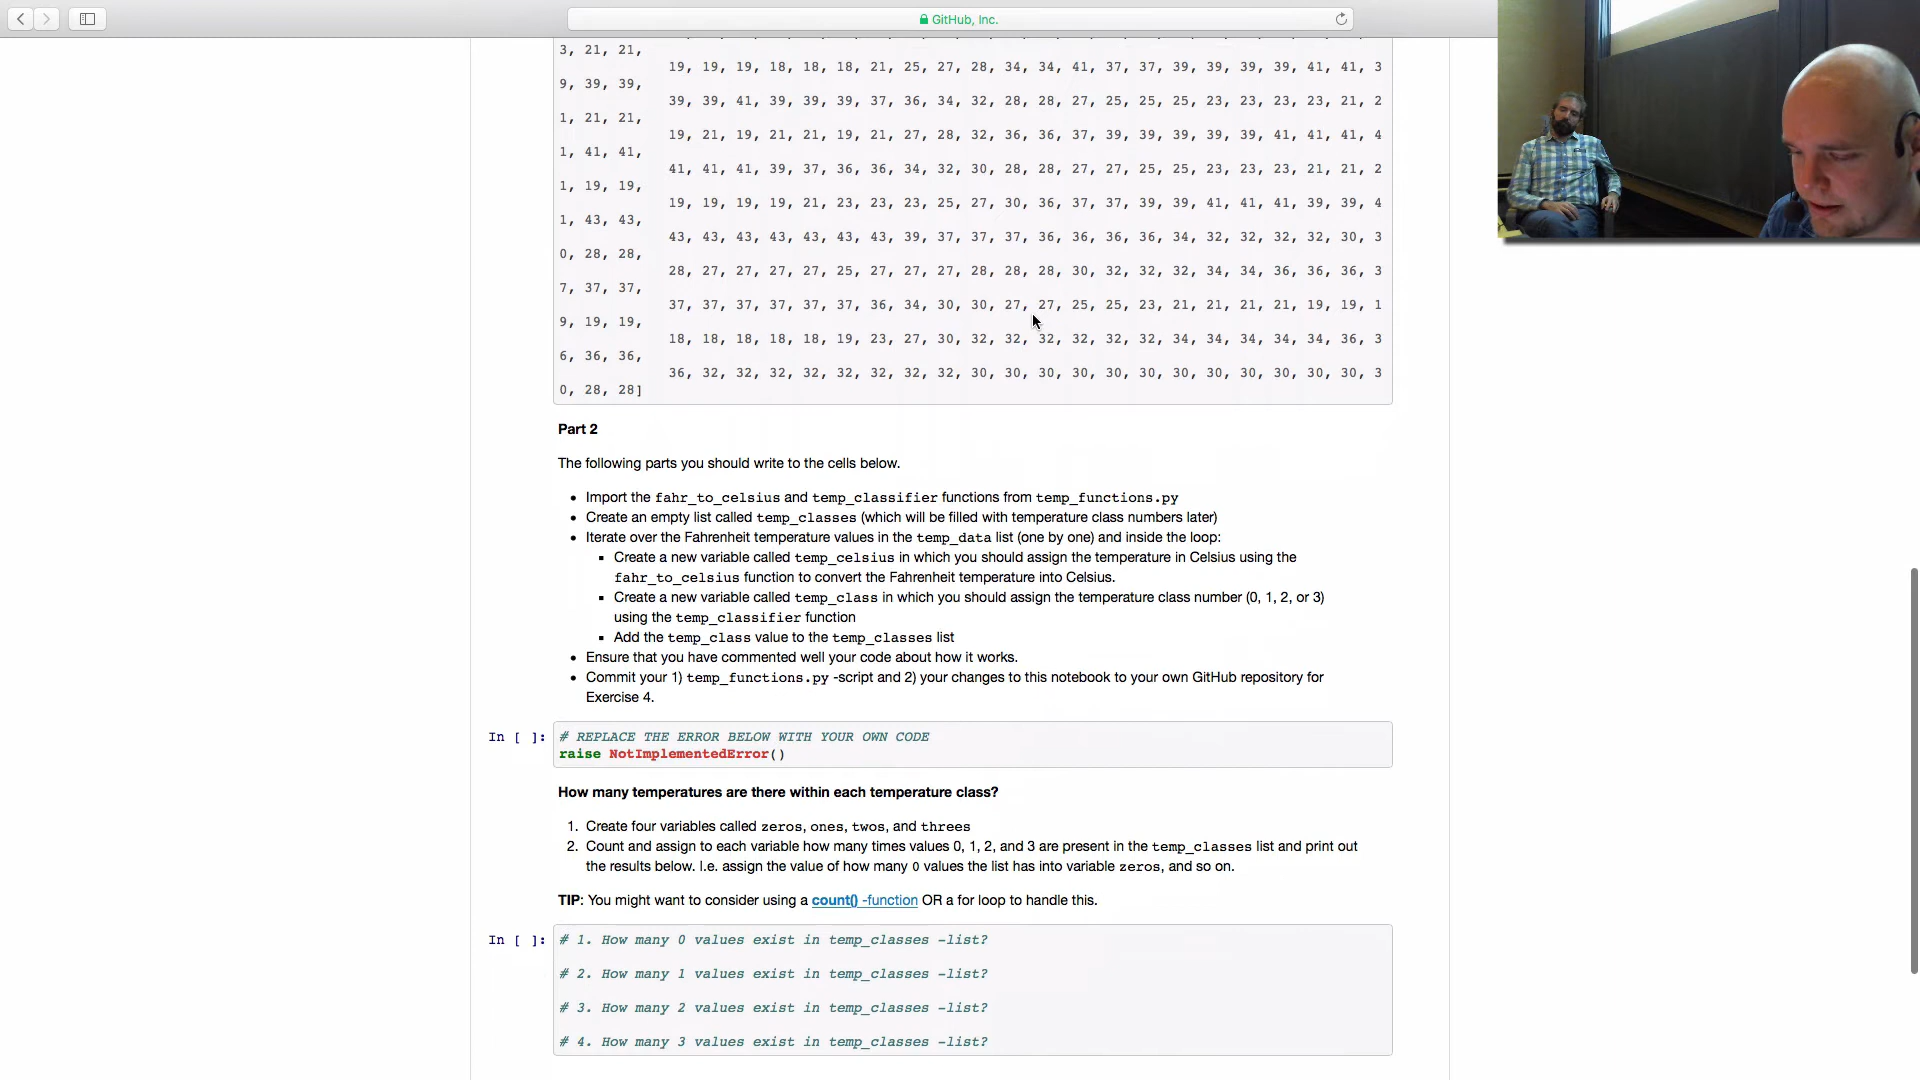 GitHub, Inc.
3, 21, 21,
19, 19, 19, 18, 18, 18, 21, 25, 27, 28, 34, 34, 41, 37, 37, 39, 39, 39, 39, 41, 41, 3
9, 39, 39,
39, 39, 41, 39, 39, 39, 37, 36, 34, 32, 28, 28, 27, 25, 25, 25, 23, 23, 23, 23, 21, 2
1, 21, 21,
19, 21, 19, 21, 21, 19, 21, 27, 28, 32, 36, 36, 37, 39, 39, 39, 39, 39, 41, 41, 41, 4
1, 41, 41,
41, 41, 41, 39, 37, 36, 36, 34, 32, 30, 28, 28, 27, 27, 25, 25, 23, 23, 23, 21, 21, 2
1, 19, 19,
19, 19, 19, 19, 21, 23, 23, 23, 25, 27, 30, 36, 37, 37, 39, 39, 41, 41, 41, 39, 39, 4
1, 43, 43,
43, 43, 43, 43, 43, 43, 43, 39, 37, 37, 37, 36, 36, 36, 36, 34, 32, 32, 32, 32, 30, 3
0, 28, 28,
28, 27, 27, 27, 27, 25, 27, 27, 27, 28, 28, 28, 30, 32, 32, 32, 34, 34, 36, 36, 36, 3
7, 37, 37,
37, 37, 37, 37, 37, 37, 36, 34, 30, 30, 27, 27, 25, 25, 23, 21, 21, 21, 21, 19, 19, 1
9, 19, 19,
18, 18, 18, 18, 18, 19, 23, 27, 30, 32, 32, 32, 32, 32, 32, 34, 34, 34, 34, 34, 36, 3
6, 36, 36,
36, 32, 32, 32, 32, 32, 32, 32, 32, 30, 30, 30, 30, 30, 30, 30, 30, 30, 30, 30, 30, 3
0, 28, 28]
Part 2
The following parts you should write to the cells below.
• Import the fahr_to_celsius and temp_classifier functions from temp_functions.py
• Create an empty list called temp_classes (which will be filled with temperature class numbers later)
• Iterate over the Fahrenheit temperature values in the temp_data list (one by one) and inside the loop:
▪ Create a new variable called temp_celsius in which you should assign the temperature in Celsius using the
fahr_to_celsius function to convert the Fahrenheit temperature into Celsius.
▪ Create a new variable called temp_class in which you should assign the temperature class number (0, 1, 2, or 3)
using the temp_classifier function
▪ Add the temp_class value to the temp_classes list
• Ensure that you have commented well your code about how it works.
• Commit your 1) temp_functions.py -script and 2) your changes to this notebook to your own GitHub repository for
Exercise 4.
In [ ]: # REPLACE THE ERROR BELOW WITH YOUR OWN CODE
raise NotImplementedError()
How many temperatures are there within each temperature class?
1. Create four variables called zeros, ones, twos, and threes
2. Count and assign to each variable how many times values 0, 1, 2, and 3 are present in the temp_classes list and print out
the results below. I.e. assign the value of how many 0 values the list has into variable zeros, and so on.
TIP: You might want to consider using a count() -function OR a for loop to handle this.
In [ ]: # 1. How many 0 values exist in temp_classes -list?
# 2. How many 1 values exist in temp_classes -list?
# 3. How many 2 values exist in temp_classes -list?
# 4. How many 3 values exist in temp_classes -list?